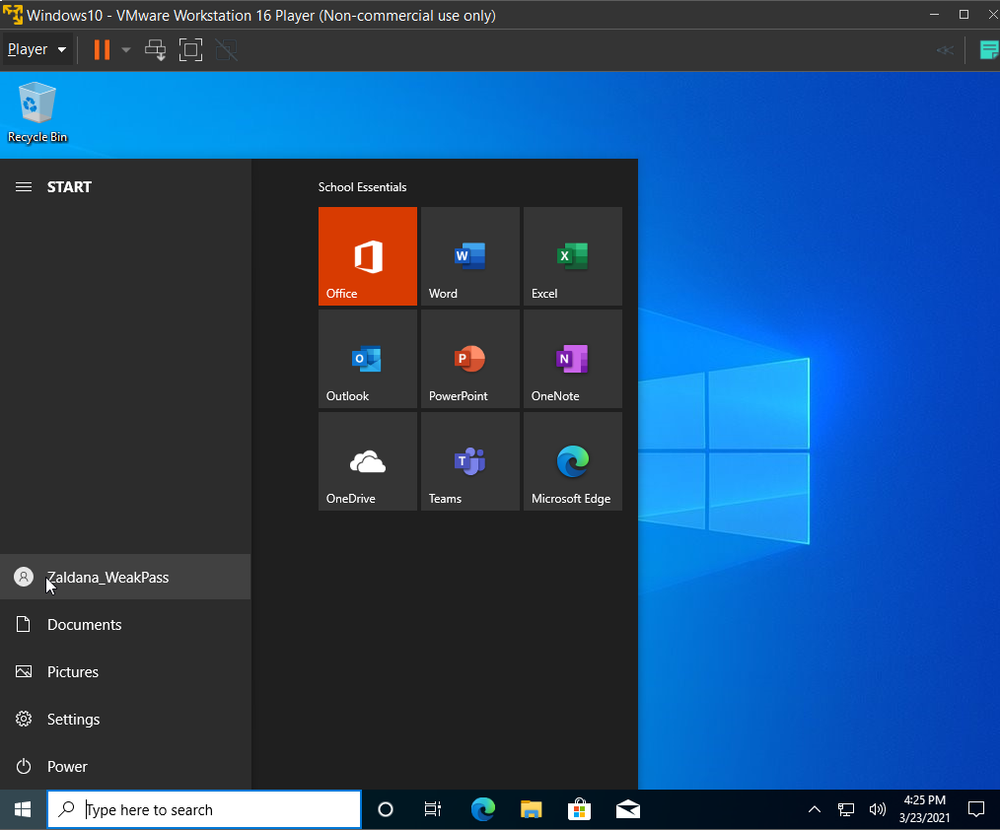 Windows10 - VMware Workstation 16 Player (Non-commercial use only)
Player
Recycle Bin
START
School Essentials
Office
Word
Excel
Outlook
PowerPoint
OneNote
OneDrive
Teams
Microsoft Edge
Zaldana_WeakPass
Documents
Pictures
Settings
Power
Type here to search
4:25 PM
3/23/2021